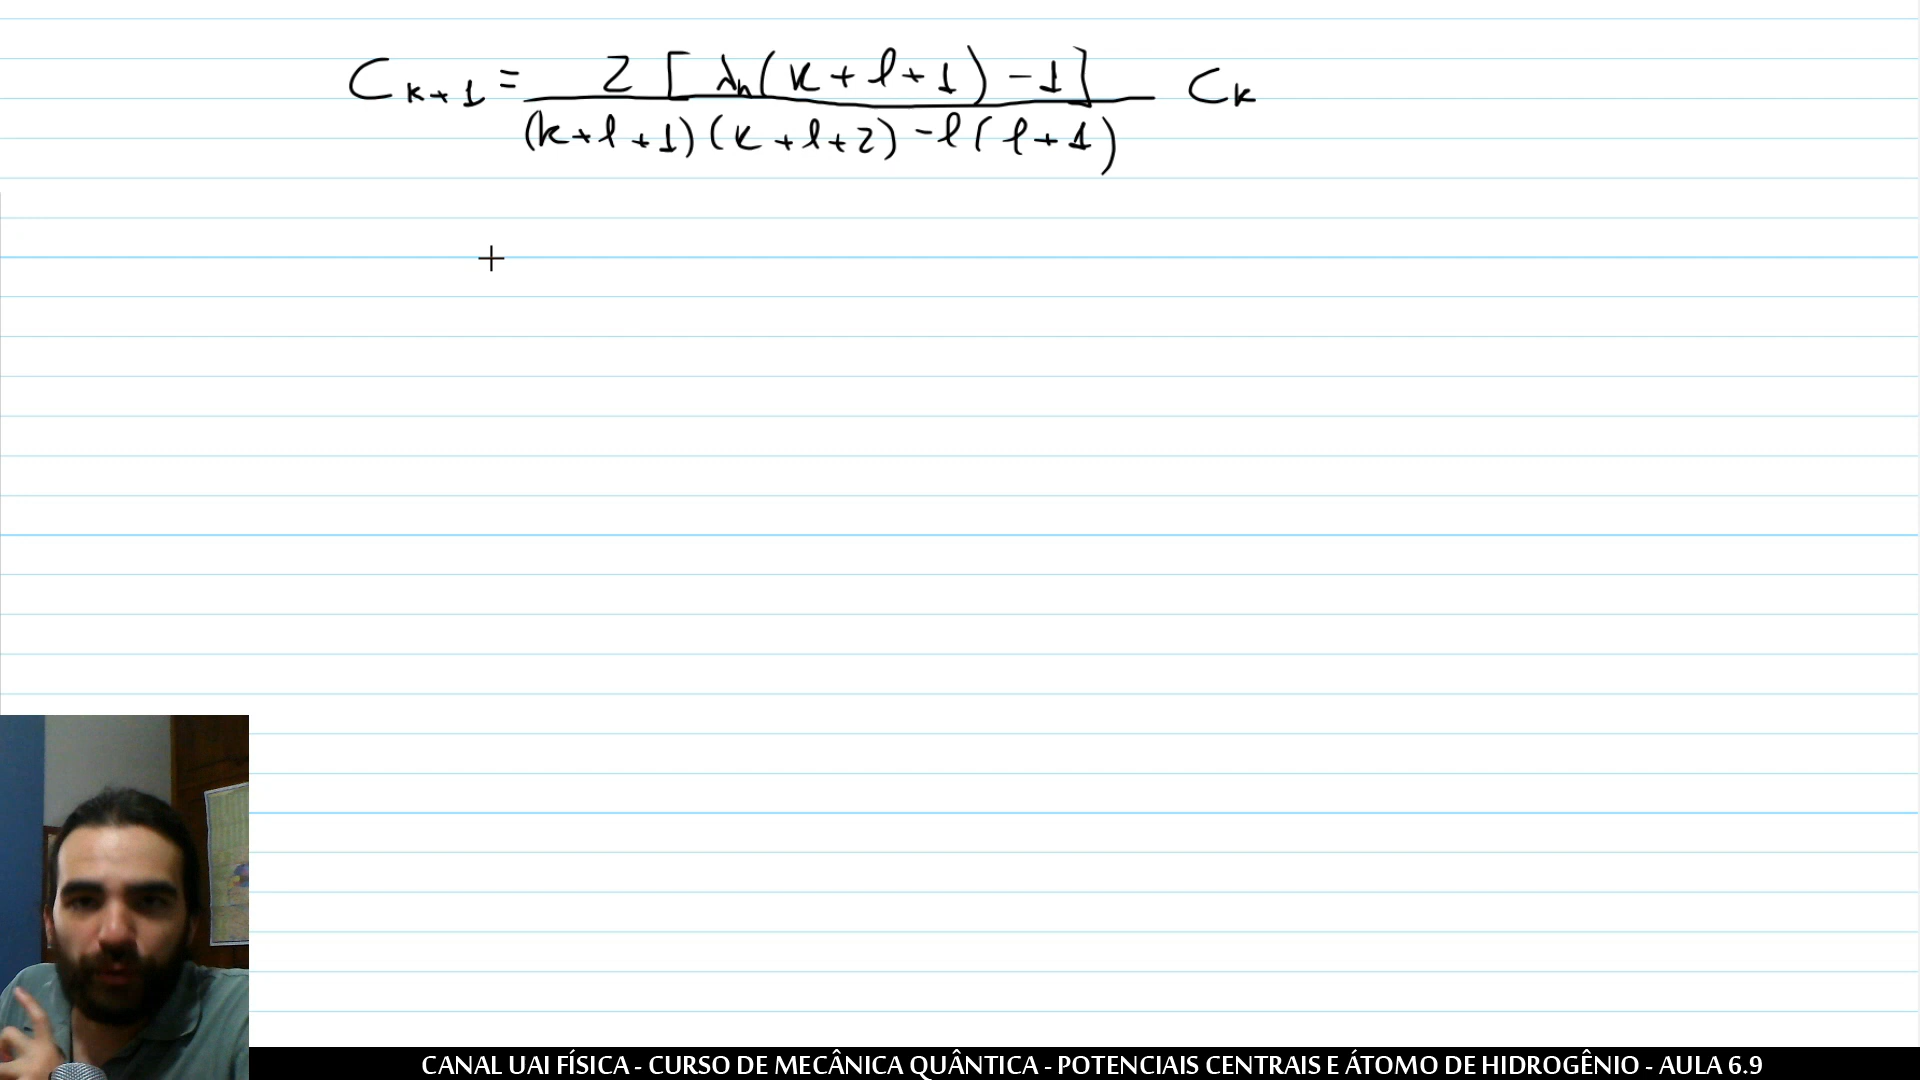 C_{k+1} = \frac{2[λ_n(k+l+1)-1]}{(k+l+1)(k+l+2)-l(l+1)} C_k
CANAL UAI FÍSICA - CURSO DE MECÂNICA QUÂNTICA - POTENCIAIS CENTRAIS E ÁTOMO DE HIDROGÊNIO - AULA 6.9